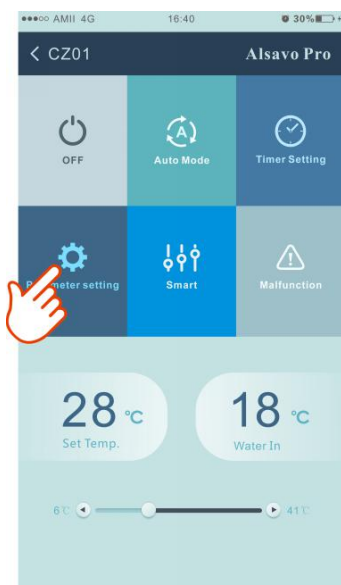 AMII 4G 16:40 30%
CZ01 Alsavo Pro
OFF Auto Mode Timer Setting
meter setting Smart Malfunction
28 °C 18 °C
Set Temp. Water In
6℃ 41℃